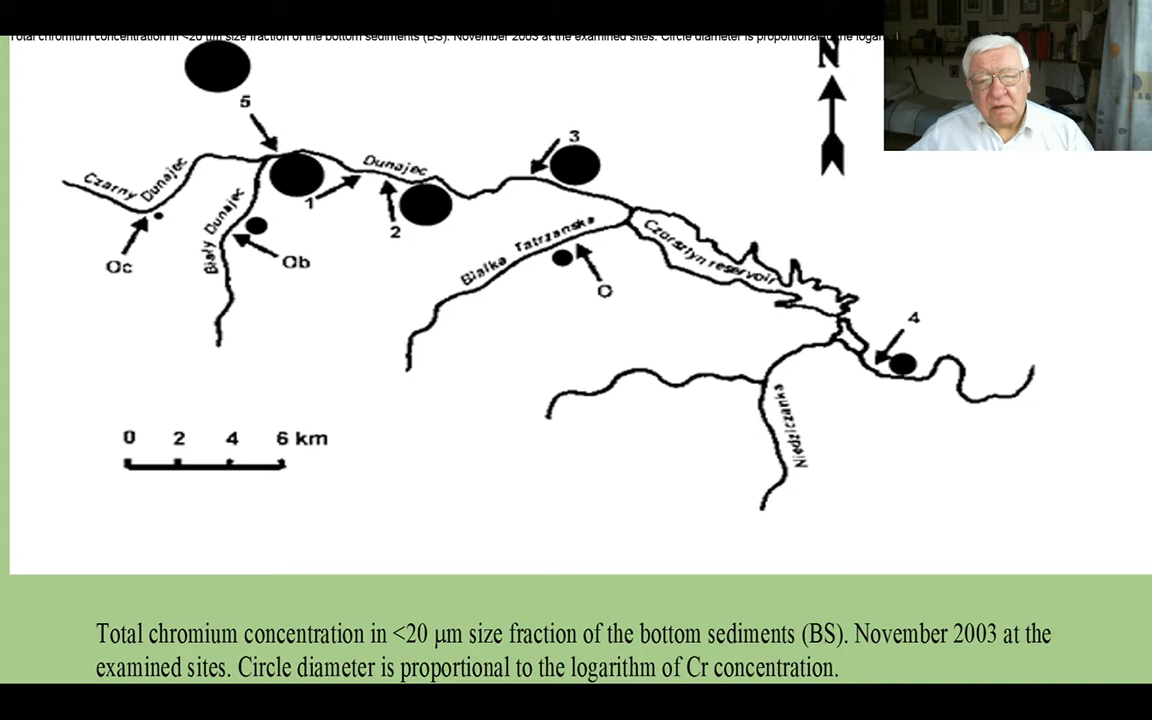 Total chromium concentration in <20 µm size fraction of the bottom sediments (BS). November 2003 at the examined sites. Circle diameter is proportional to the logar
N
5
3
Czarny Dunajec
Dunajec
1
2
Biały Dunajec
Oc
Ob
Białka Tatrzańska
O
Czorsztyn reservoir
4
Niedziczanka
0 2 4 6 km
Total chromium concentration in <20 µm size fraction of the bottom sediments (BS). November 2003 at the
examined sites. Circle diameter is proportional to the logarithm of Cr concentration.